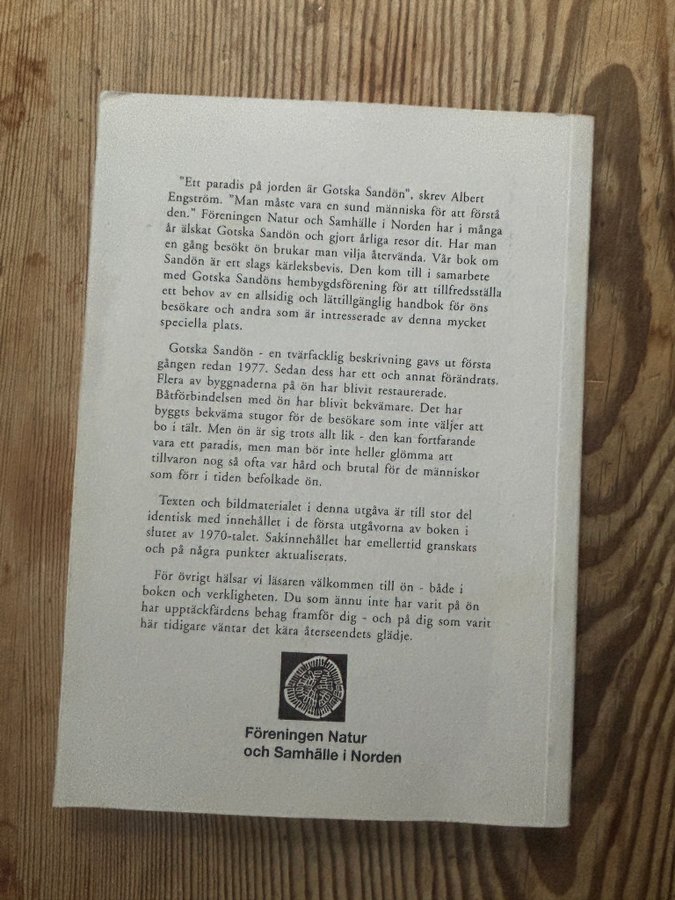 "Ett paradis på jorden är Gotska Sandön", skrev Albert
Engström. "Man måste vara en sund människa för att förstå
den." Föreningen Natur och Samhälle i Norden har i många
år älskat Gotska Sandön och gjort årliga resor dit. Har man
en gång besökt ön brukar man vilja återvända. Vår bok om
Sandön är ett slags kärleksbevis. Den kom till i samarbete
med Gotska Sandöns hembygdsförening för att tillfredsställa
ett behov av en allsidig och lättillgänglig handbok för öns
besökare och andra som är intresserade av denna mycket
speciella plats.
Gotska Sandön - en tvärfacklig beskrivning gavs ut första
gången redan 1977. Sedan dess har ett och annat förändrats.
Flera av byggnaderna på ön har blivit restaurerade.
Båtförbindelsen med ön har blivit bekvämare. Det har
byggts bekväma stugor för de besökare som inte väljer att
bo i tält. Men ön är sig trots allt lik - den kan fortfarande
vara ett paradis, men man bör inte heller glömma att
tillvaron nog så ofta var hård och brutal för de människor
som förr i tiden befolkade ön.
Texten och bildmaterialet i denna utgåva är till stor del
identisk med innehållet i de första utgåvorna av boken i
slutet av 1970-talet. Sakinnehållet har emellertid granskats
och på några punkter aktualiserats.
För övrigt hälsar vi läsaren välkommen till ön - både i
boken och verkligheten. Du som ännu inte har varit på ön
har upptäckfärdens behag framför dig - och på dig som varit
här tidigare väntar det kära återseendets glädje.
Föreningen Natur
och Samhälle i Norden